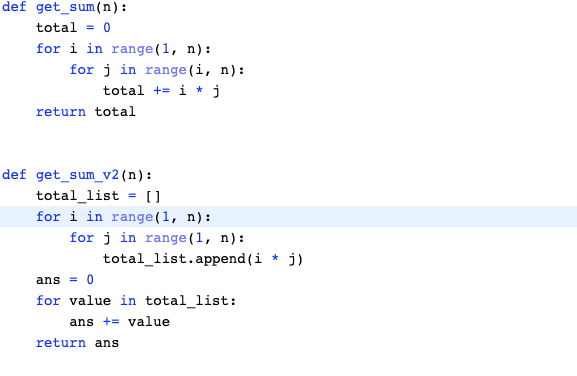 def get_sum(n):
    total = 0
    for i in range(1, n):
        for j in range(i, n):
            total += i * j
    return total
def get_sum_v2(n):
    total_list = []
    for i in range(1, n):
        for j in range(1, n):
            total_list.append(i * j)
    ans = 0
    for value in total_list:
        ans += value
    return ans